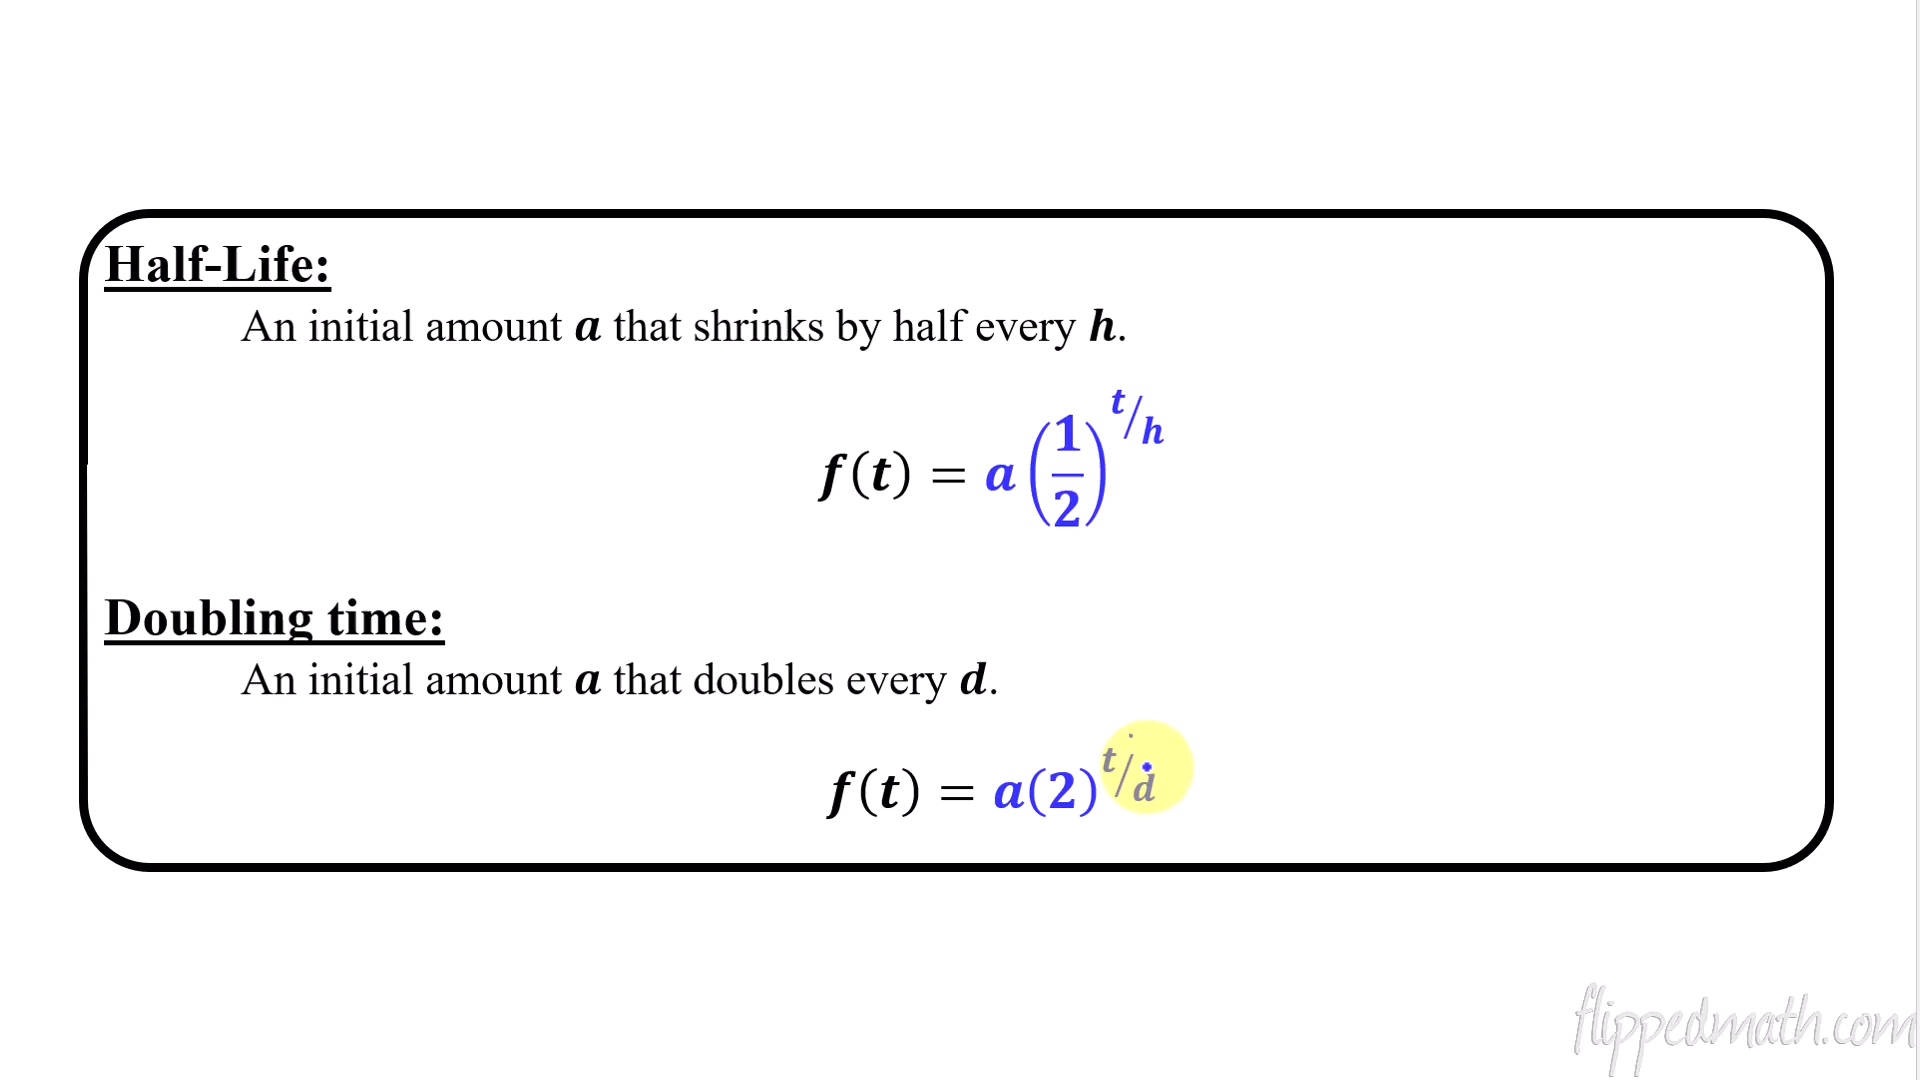 Half-Life:
An initial amount a that shrinks by half every h.
f(t) = a(1/2)^t/h
Doubling time:
An initial amount a that doubles every d.
f(t) = a(2)^t/d
flippedmath.com